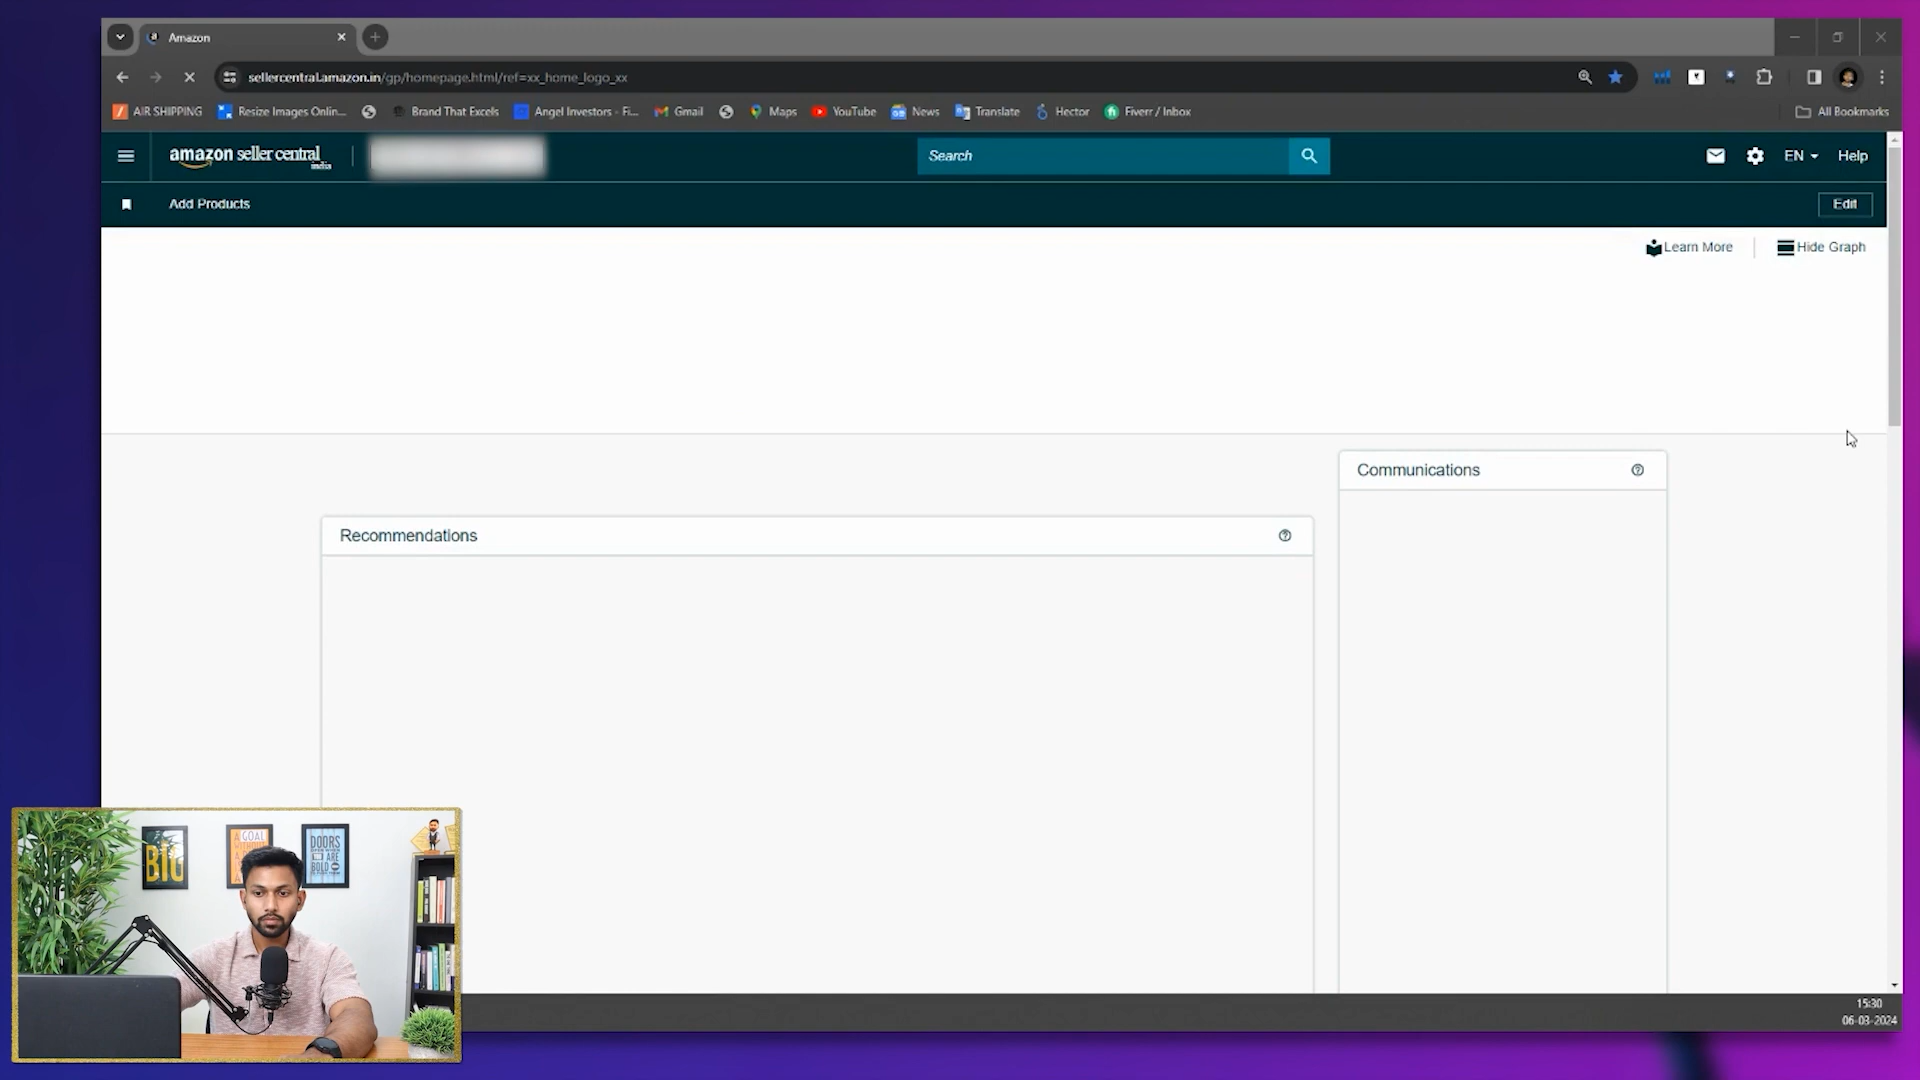 Amazon
sellercentral.amazon.in/gp/homepage.html/ref=xx_home_logo_xx
AIR SHIPPING
Resize Images Onlin...
Brand That Excels
Angel Investors - Fi...
Gmail
Maps
YouTube
News
Translate
Hector
Fiverr / Inbox
All Bookmarks
amazon seller central
india
Search
EN
Help
Add Products
Edit
Learn More
Hide Graph
Communications
Recommendations
BIG
A GOAL
DOORS
ARE
BOLD
15:30
06-03-2024